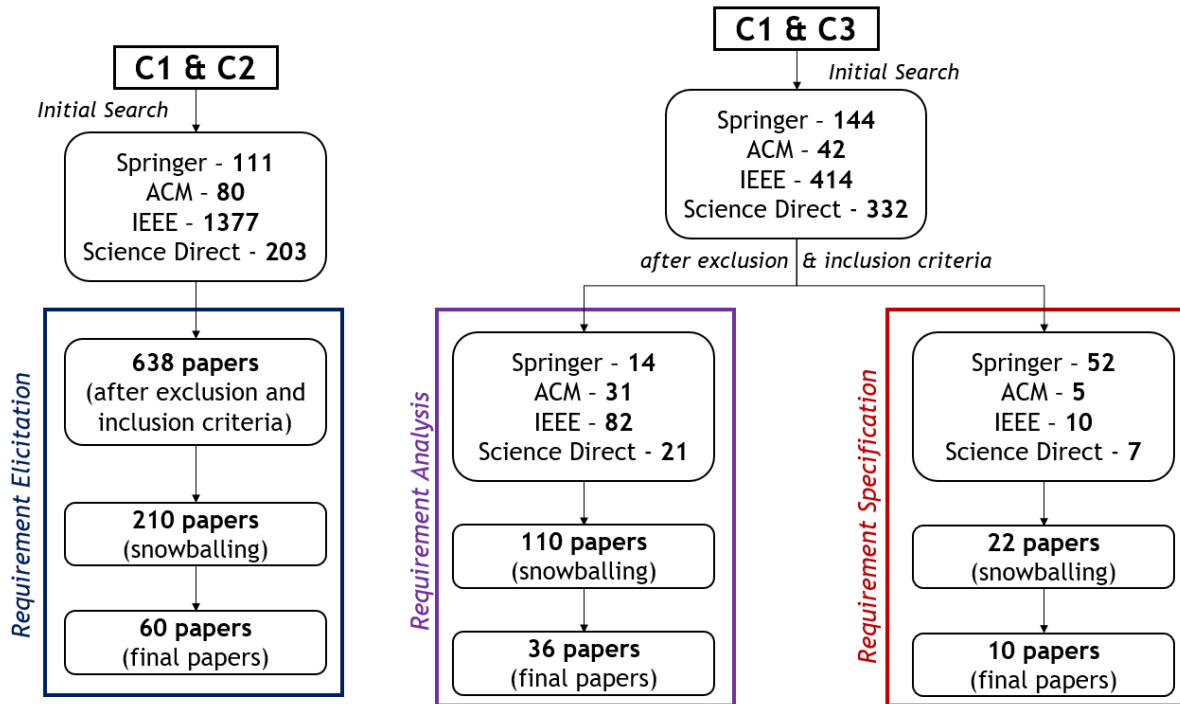 C1 & C2
Initial Search
Springer - 111
ACM - 80
IEEE - 1377
Science Direct - 203
Requirement Elicitation
638 papers
(after exclusion and
inclusion criteria)
210 papers
(snowballing)
60 papers
(final papers)
C1 & C3
Initial Search
Springer - 144
ACM - 42
IEEE - 414
Science Direct - 332
after exclusion & inclusion criteria
Requirement Analysis
Springer - 14
ACM - 31
IEEE - 82
Science Direct - 21
110 papers
(snowballing)
36 papers
(final papers)
Requirement Specification
Springer - 52
ACM - 5
IEEE - 10
Science Direct - 7
22 papers
(snowballing)
10 papers
(final papers)